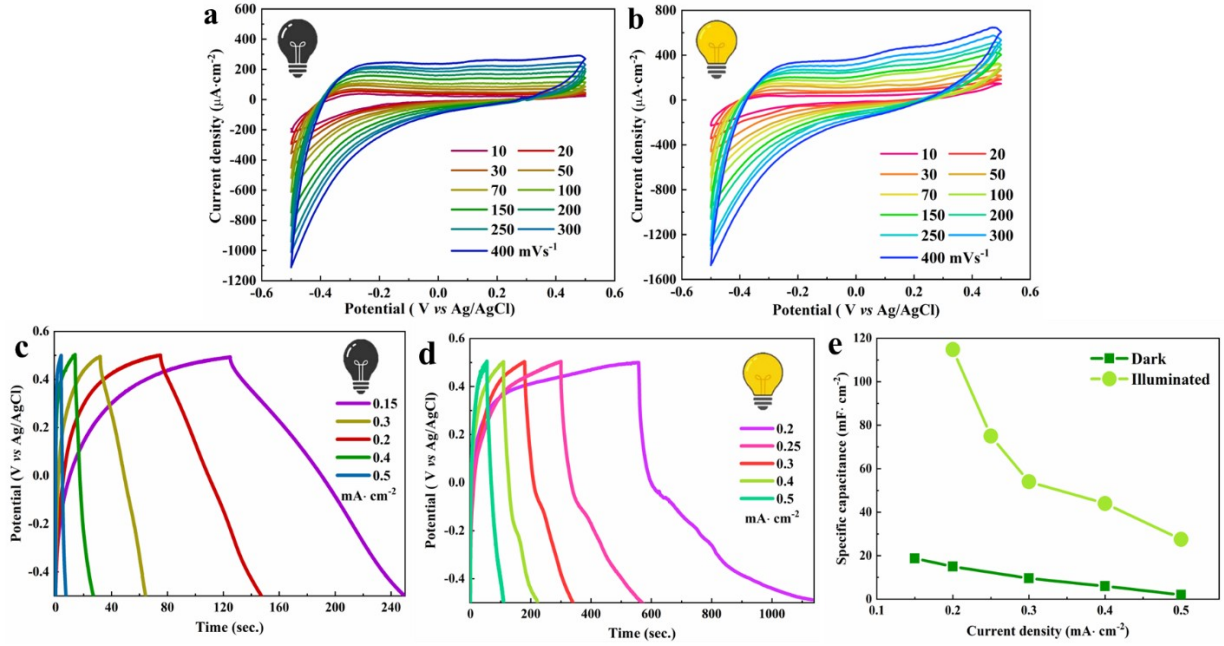 a
600
400
200
0
-200
-400
-600
-800
-1000
-1200
Current density (μA·cm⁻²)
10 20
30 50
70 100
150 200
250 300
400 mVs⁻¹
-0.6 -0.4 -0.2 0.0 0.2 0.4 0.6
Potential ( V vs Ag/AgCl)
b
800
400
0
-400
-800
-1200
-1600
Current density (μA·cm⁻²)
10 20
30 50
70 100
150 200
250 300
400 mVs⁻¹
-0.6 -0.4 -0.2 0.0 0.2 0.4 0.6
Potential ( V vs Ag/AgCl)
c
0.6
0.4
0.2
0.0
-0.2
-0.4
Potential (V vs Ag/AgCl)
0.15
0.3
0.2
0.4
0.5
mA· cm⁻²
0 40 80 120 160 200 240
Time (sec.)
d
0.6
0.4
0.2
0.0
-0.2
-0.4
Potential ( V vs Ag/AgCl)
0.2
0.25
0.3
0.4
0.5
mA· cm⁻²
0 200 400 600 800 1000
Time (sec.)
e
120
100
80
60
40
20
0
Specific capacitance (mF· cm⁻²)
Dark
Illuminated
0.1 0.2 0.3 0.4 0.5
Current density (mA· cm⁻²)